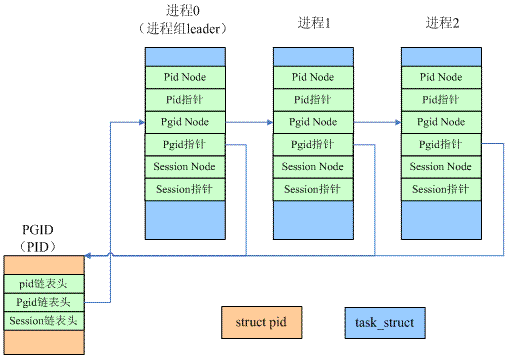 进程0
（进程组leader）
进程1
进程2
Pid Node
Pid指针
Pgid Node
Pgid指针
Session Node
Session指针
Pid Node
Pid指针
Pgid Node
Pgid指针
Session Node
Session指针
Pid Node
Pid指针
Pgid Node
Pgid指针
Session Node
Session指针
PGID
（PID）
pid链表头
Pgid链表头
Session链表头
struct pid
task_struct